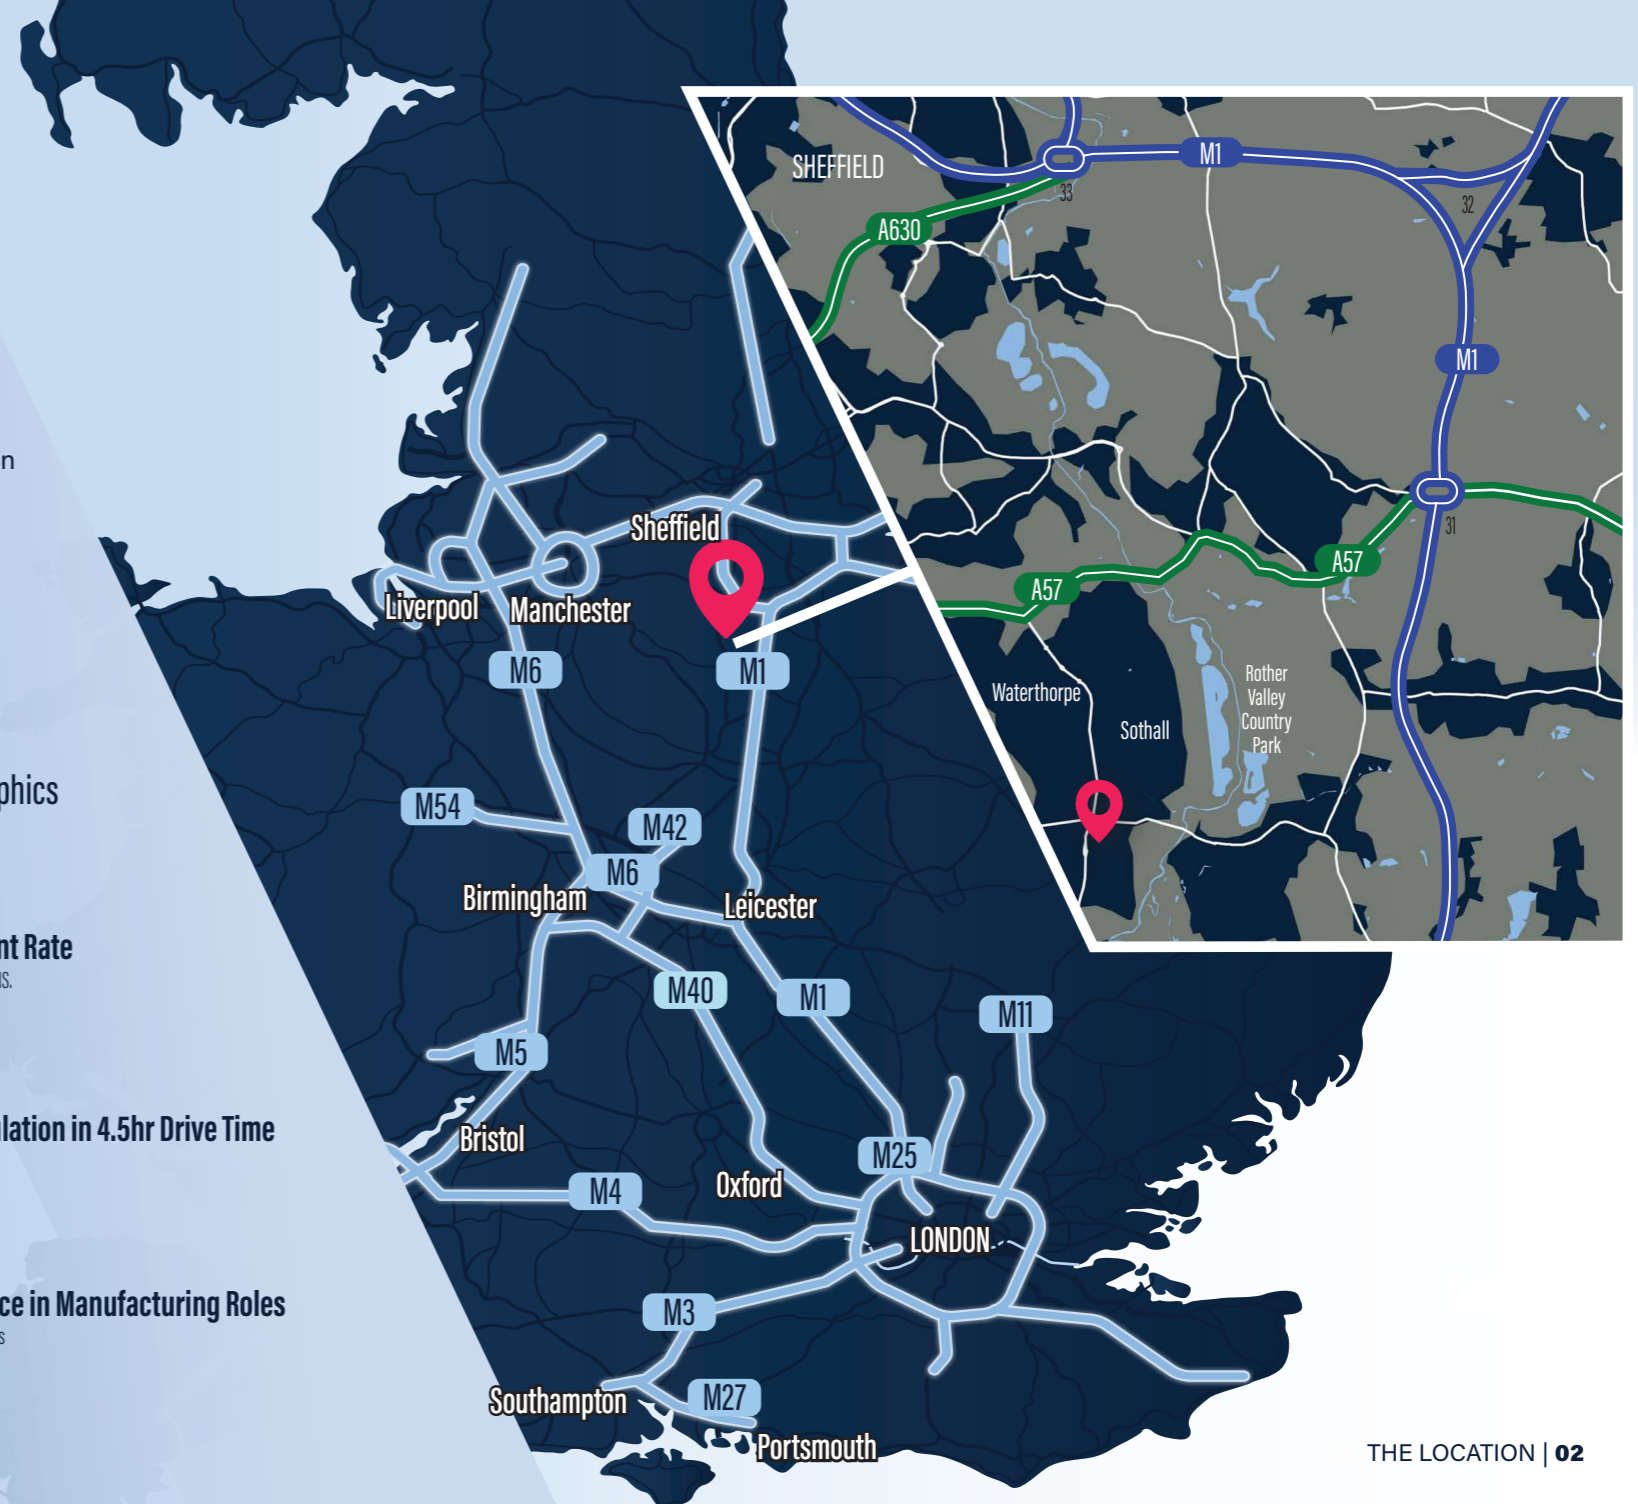 nt Rate
lation in 4.5hr Drive Time
ce in Manufacturing Roles
phics
n
s
Sheffield
Liverpool
Manchester
M6
M1
M54
M42
M6
Birmingham
Leicester
M40
M1
M11
M5
Bristol
M25
Oxford
M4
LONDON
M3
Southampton
M27
Portsmouth
SHEFFIELD
M1
33
32
A630
M1
31
A57
A57
Waterthorpe
Sothall
Rother
Valley
Country
Park
THE LOCATION | 02